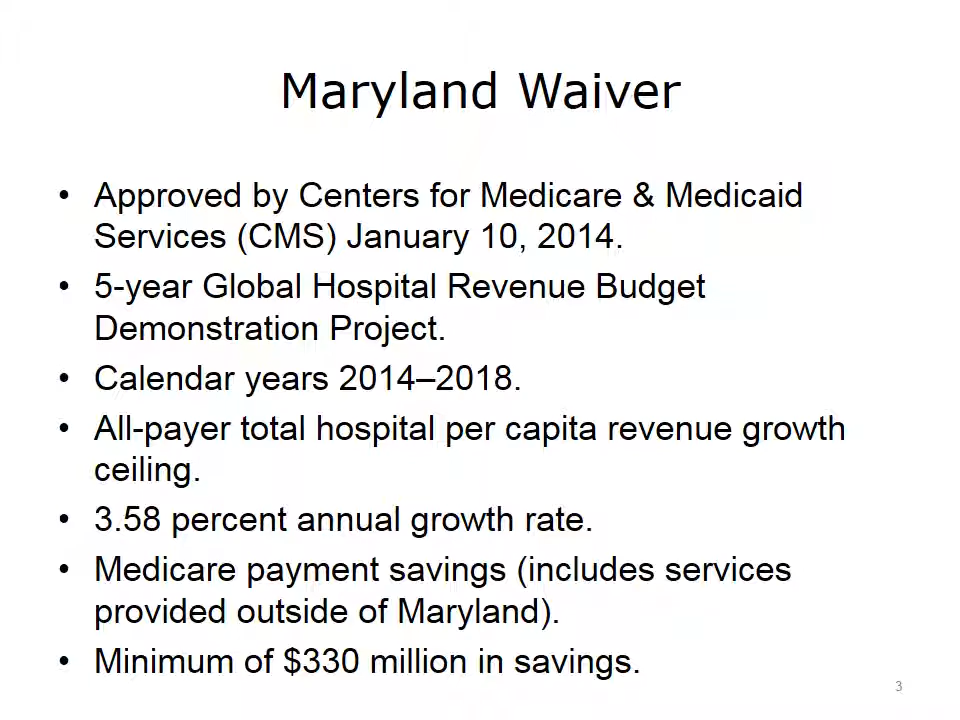 Maryland Waiver
• Approved by Centers for Medicare & Medicaid
Services (CMS) January 10, 2014.
• 5-year Global Hospital Revenue Budget
Demonstration Project.
• Calendar years 2014–2018.
• All-payer total hospital per capita revenue growth
ceiling.
• 3.58 percent annual growth rate.
• Medicare payment savings (includes services
provided outside of Maryland).
• Minimum of $330 million in savings.
3